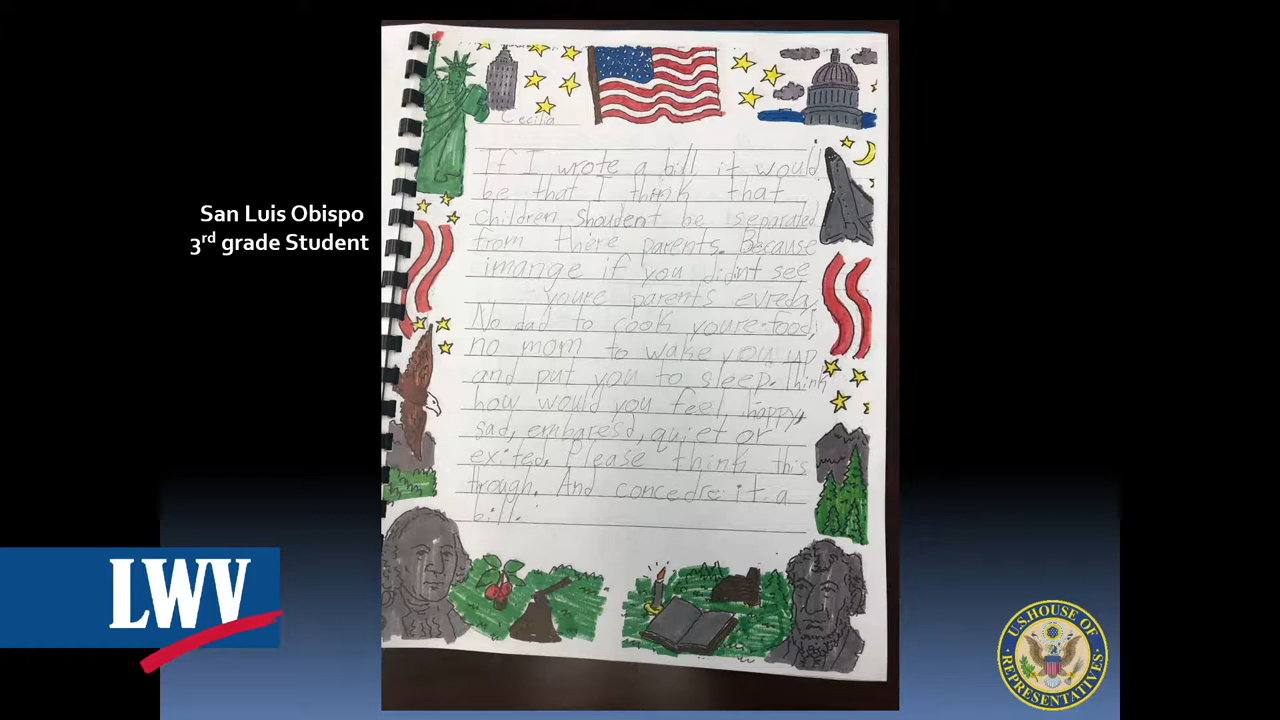 San Luis Obispo
3rd grade Student
Cecilia
If I wrote a bill it would
be that I think that
children shoudent be separated
from there parents. Because
imange if you didnt see
youre parents evreday.
No dad to cook youre food,
no mom to wake you up
and put you to sleep. Think
how would you feel, happy,
sad, embaresd, quiet or
exited. Please think this
trough. And concedre it a
bill.
LWV
U.S. HOUSE OF
REPRESENTATIVES